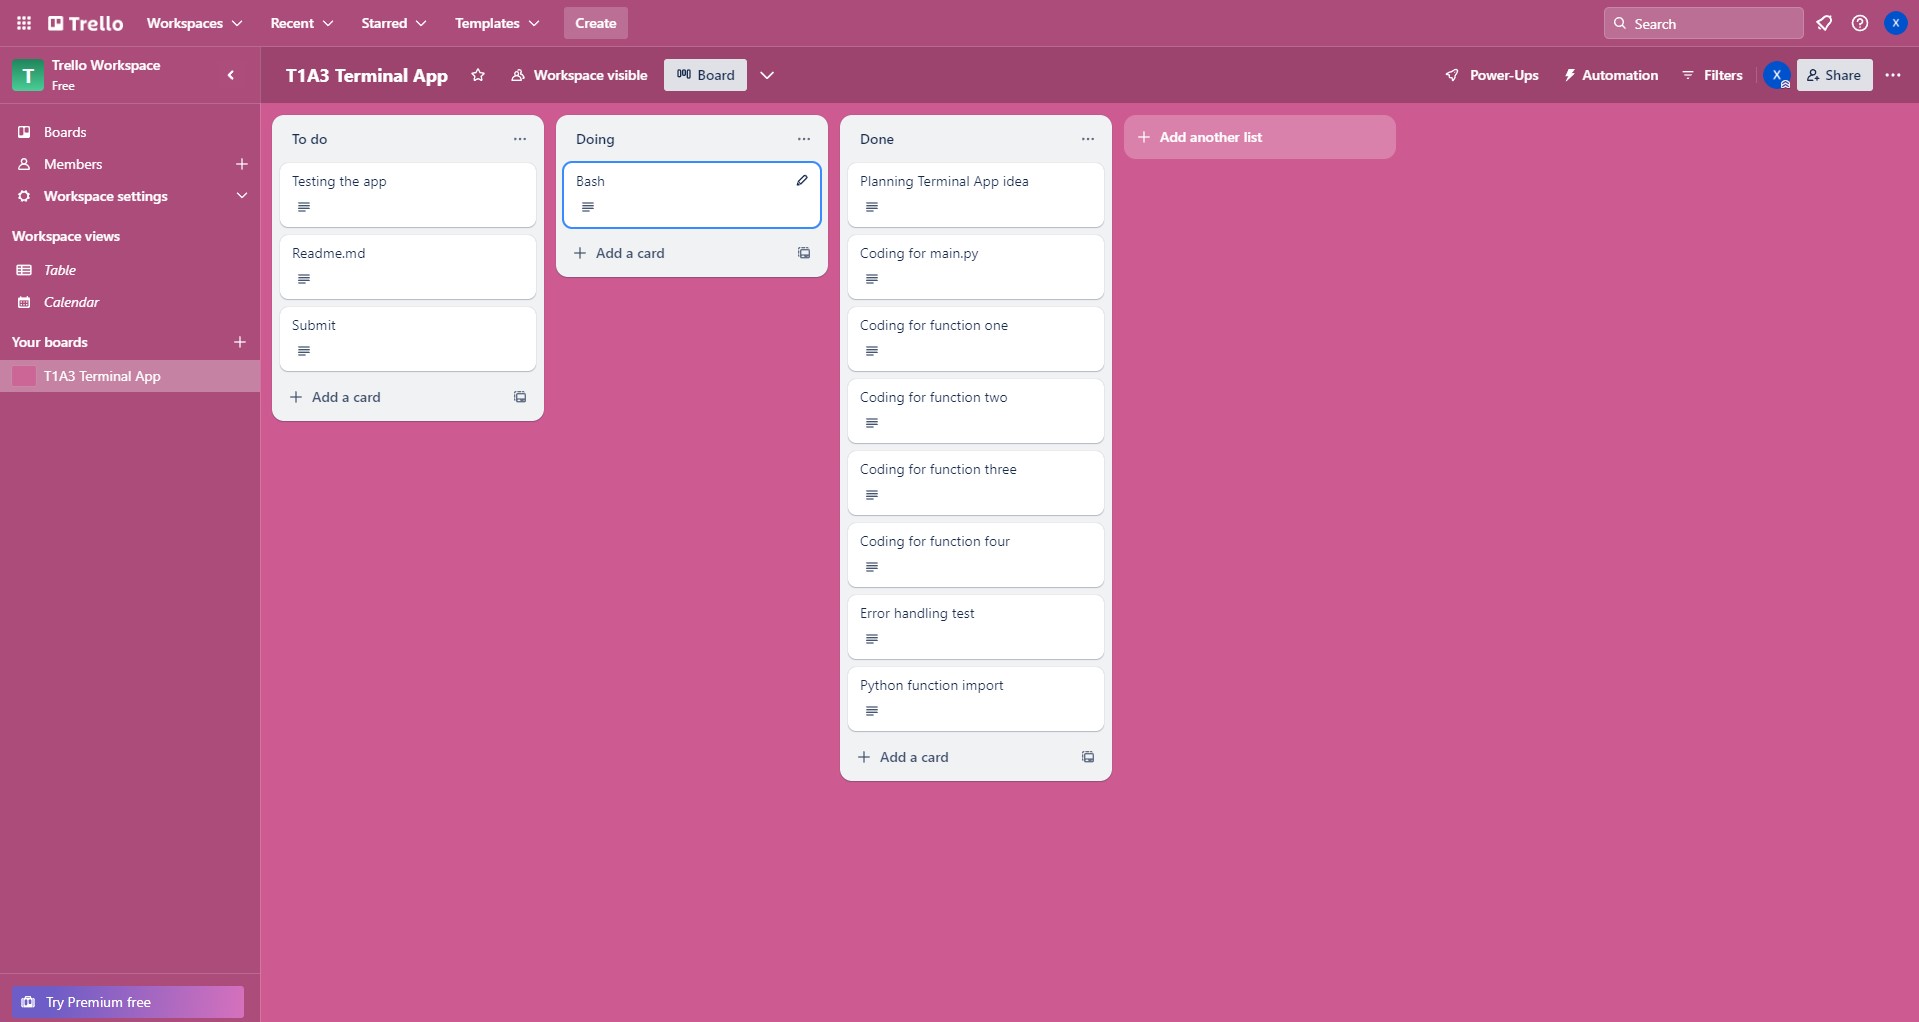 Trello
Workspaces
Recent
Starred
Templates
Create
Search
X
T
Trello Workspace
Free
T1A3 Terminal App
Workspace visible
Board
Power-Ups
Automation
Filters
X
Share
Boards
Members
Workspace settings
Workspace views
Table
Calendar
Your boards
T1A3 Terminal App
Try Premium free
To do
Testing the app
Readme.md
Submit
Add a card
Doing
Bash
Add a card
Done
Planning Terminal App idea
Coding for main.py
Coding for function one
Coding for function two
Coding for function three
Coding for function four
Error handling test
Python function import
Add a card
Add another list